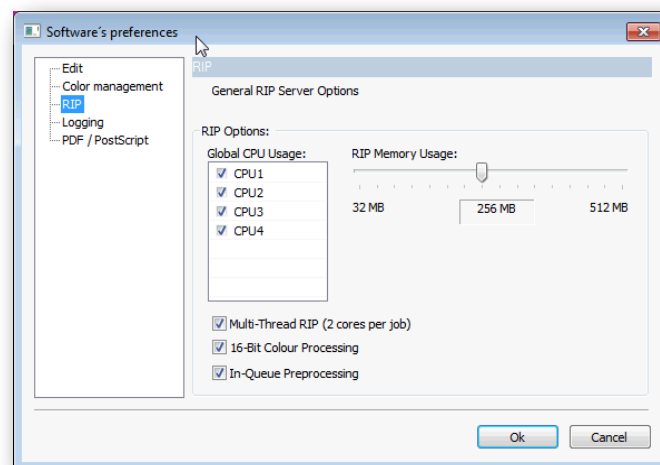 Software´s preferences
Edit
Color management
RIP
Logging
PDF / PostScript
RIP
General RIP Server Options
RIP Options:
Global CPU Usage:
CPU1
CPU2
CPU3
CPU4
RIP Memory Usage:
32 MB 256 MB 512 MB
Multi-Thread RIP (2 cores per job)
16-Bit Colour Processing
In-Queue Preprocessing
Ok Cancel